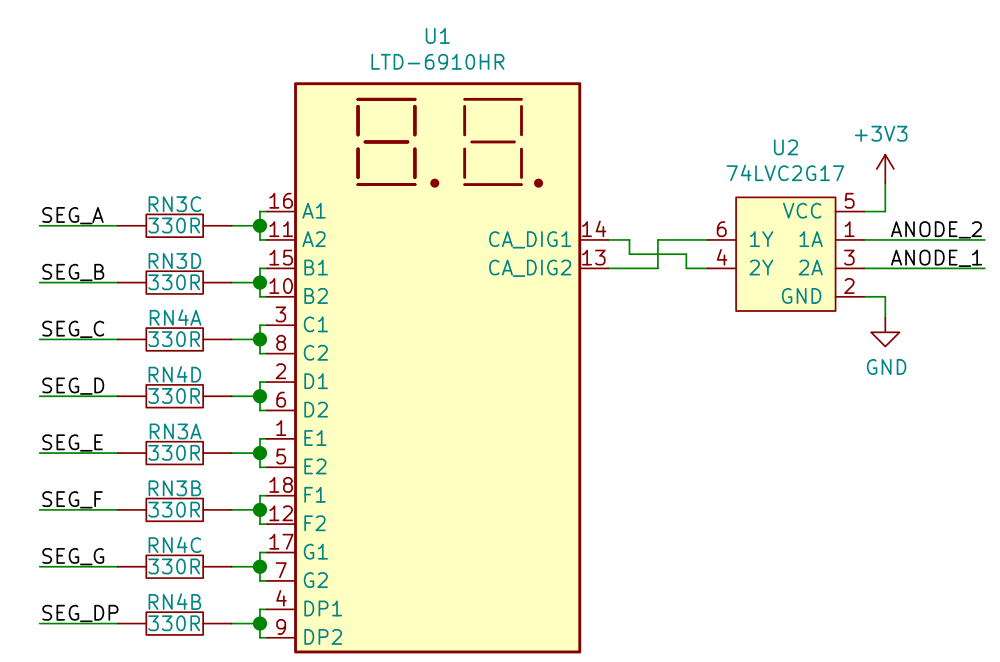 U1
LTD-6910HR
+3V3
U2
74LVC2G17
SEG_A
RN3C
330R
16
A1
11
A2
SEG_B
RN3D
330R
15
B1
10
B2
SEG_C
RN4A
330R
3
C1
8
C2
SEG_D
RN4D
330R
2
D1
6
D2
SEG_E
RN3A
330R
1
E1
5
E2
SEG_F
RN3B
330R
18
F1
12
F2
SEG_G
RN4C
330R
17
G1
7
G2
SEG_DP
RN4B
330R
4
DP1
9
DP2
CA_DIG1
14
CA_DIG2
13
VCC
5
6
1Y
1A
1
ANODE_2
4
2Y
2A
3
ANODE_1
GND
2
GND